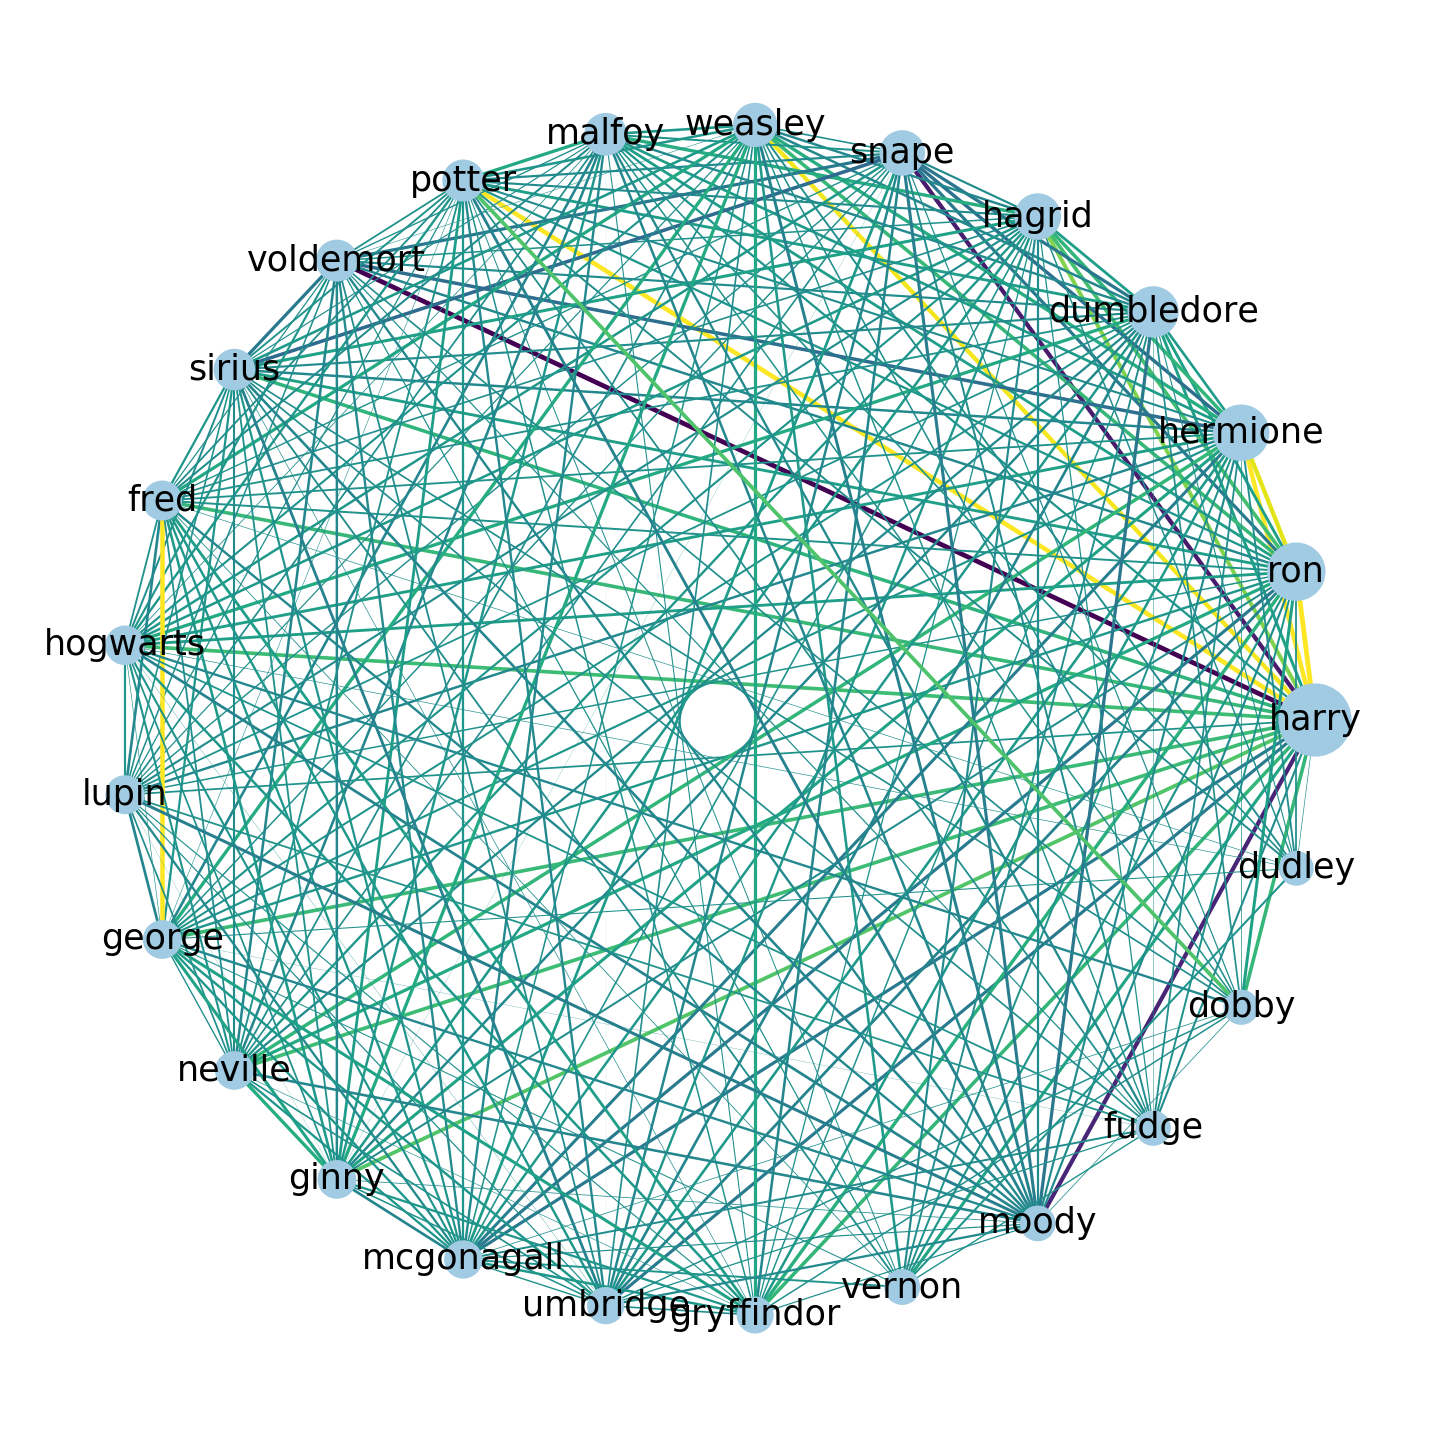 weasley
malfoy
snape
potter
hagrid
voldemort
dumbledore
sirius
hermione
fred
ron
hogwarts
harry
lupin
dudley
george
dobby
neville
fudge
ginny
moody
mcgonagall
vernon
umbridge
gryffindor